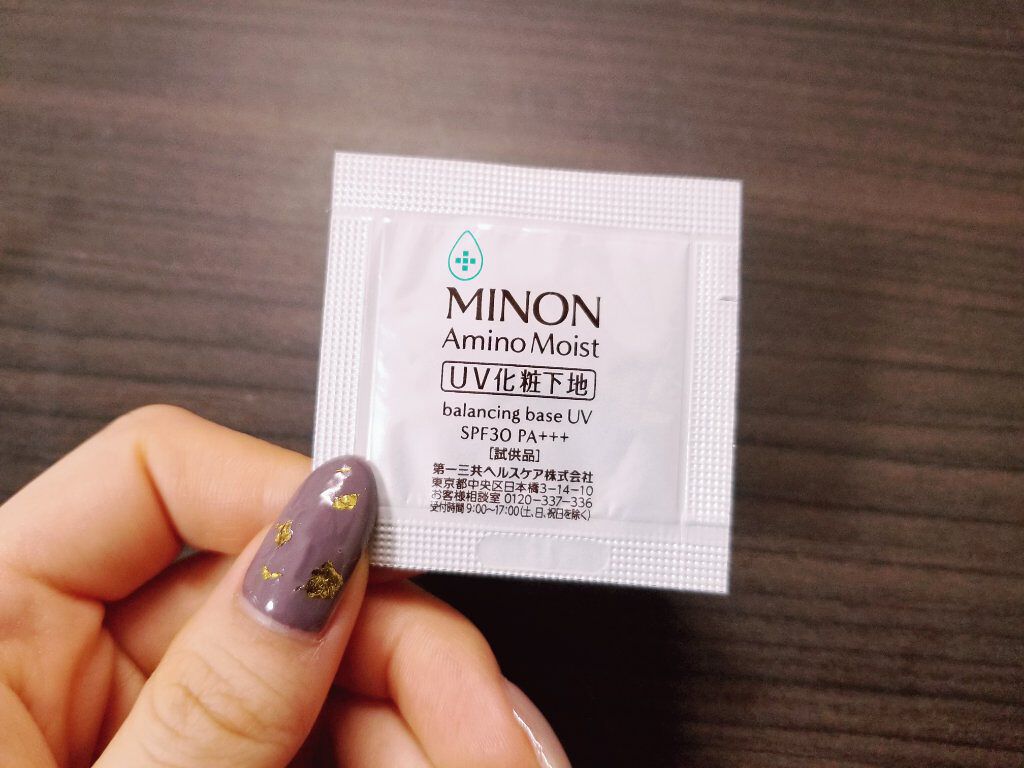 MINON
Amino Moist
UV化粧下地
balancing base UV
SPF30 PA+++
[試供品]
第一三共ヘルスケア株式会社
東京都中央区日本橋3-14-10
お客様相談室 0120-337-336
受付時間 9:00~17:00(土、日、祝日を除く)